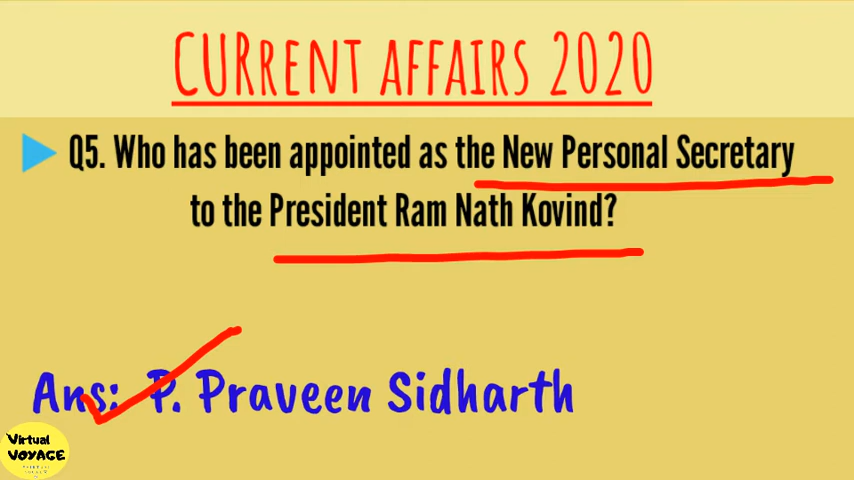 CURRENT AFFAIRS 2020
Q5. Who has been appointed as the New Personal Secretary
to the President Ram Nath Kovind?
Ans: P. Praveen Sidharth
Virtual
VOYAGE